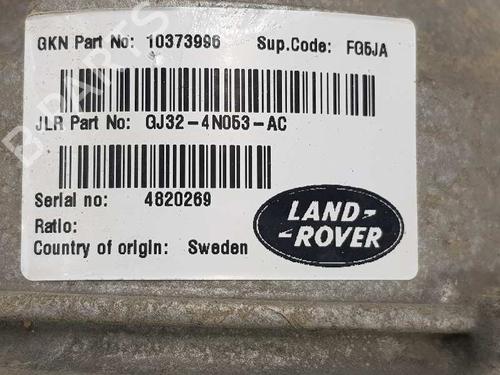 GKN Part No: 10373996 Sup.Code: FG5JA
JLR Part No: GJ32-4N053-AC
Serial no: 4820269
Ratio:
Country of origin: Sweden
LAND-
-ROVER
B-PARTS